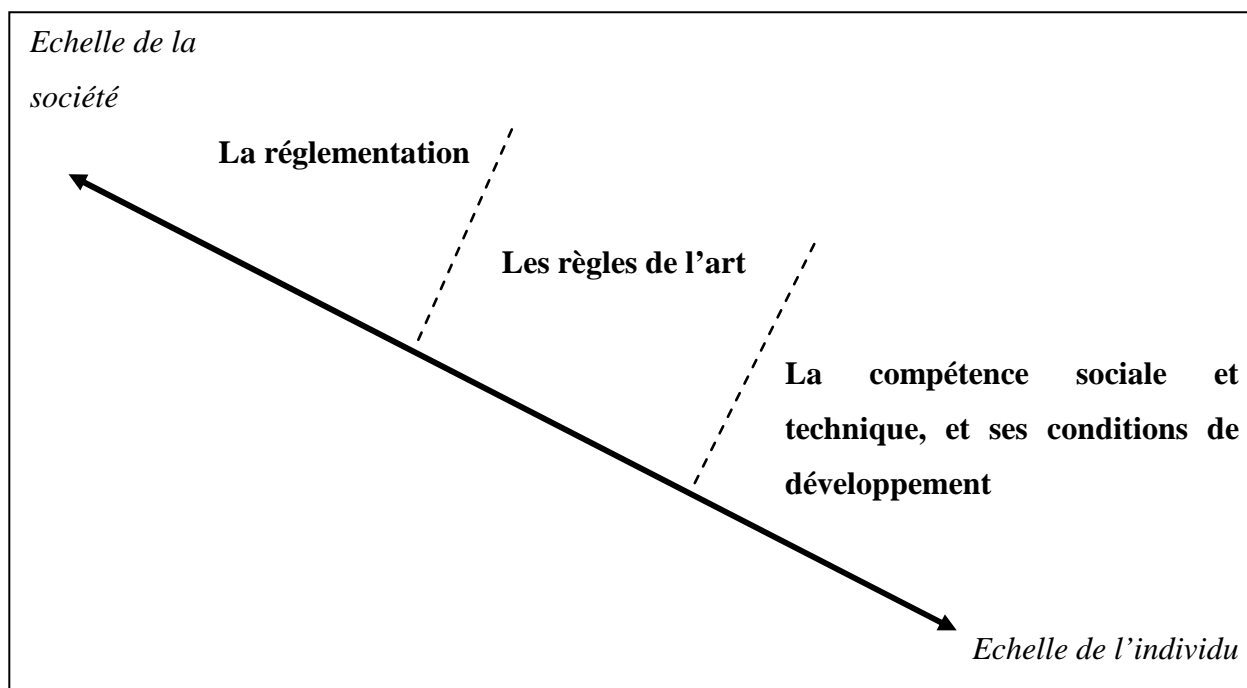 Echelle de la
société
La réglementation
Les règles de l’art
La compétence sociale et
technique, et ses conditions de
développement
Echelle de l’individu